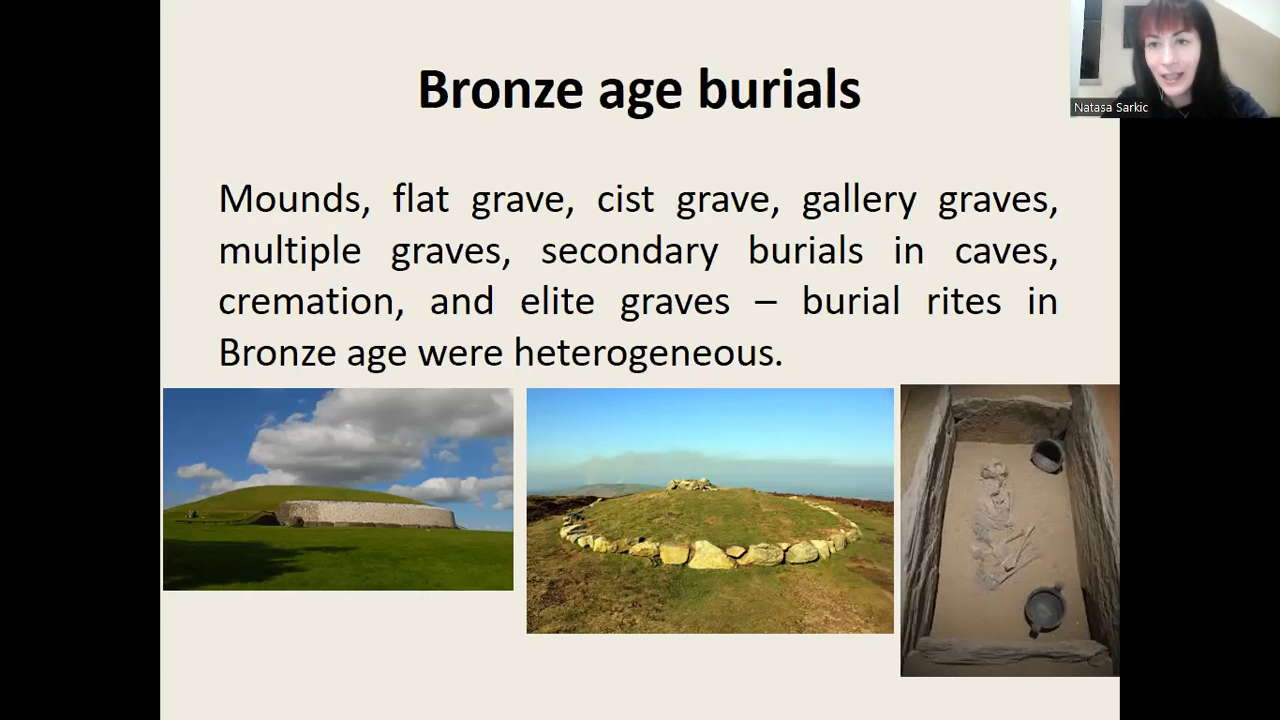 Bronze age burials
Natasa Sarkic
Mounds, flat grave, cist grave, gallery graves,
multiple graves, secondary burials in caves,
cremation, and elite graves – burial rites in
Bronze age were heterogeneous.